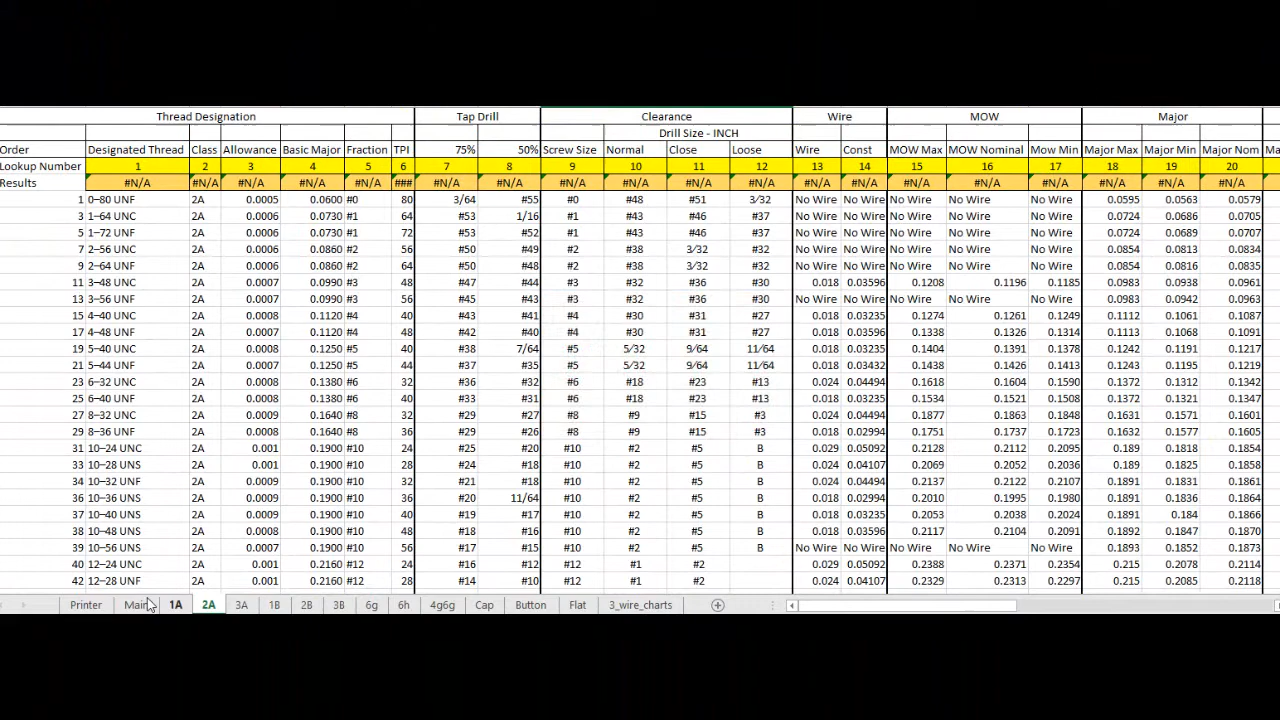 Thread Designation Tap Drill Clearance Wire MOW Major
Drill Size - INCH
Order Designated Thread Class Allowance Basic Major Fraction TPI 75% 50% Screw Size Normal Close Loose Wire Const MOW Max MOW Nominal Mow Min Major Max Major Min Major Nom
Lookup Number 1 2 3 4 5 6 7 8 9 10 11 12 13 14 15 16 17 18 19 20
Results #N/A #N/A #N/A #N/A #N/A ### #N/A #N/A #N/A #N/A #N/A #N/A #N/A #N/A #N/A #N/A #N/A #N/A #N/A #N/A
1 0–80 UNF 2A 0.0005 0.0600 #0 80 3/64 #55 #0 #48 #51 3⁄32 No Wire No Wire No Wire No Wire No Wire 0.0595 0.0563 0.0579
3 1–64 UNC 2A 0.0006 0.0730 #1 64 #53 1/16 #1 #43 #46 #37 No Wire No Wire No Wire No Wire No Wire 0.0724 0.0686 0.0705
5 1–72 UNF 2A 0.0006 0.0730 #1 72 #53 #52 #1 #43 #46 #37 No Wire No Wire No Wire No Wire No Wire 0.0724 0.0689 0.0707
7 2–56 UNC 2A 0.0006 0.0860 #2 56 #50 #49 #2 #38 3⁄32 #32 No Wire No Wire No Wire No Wire No Wire 0.0854 0.0813 0.0834
9 2–64 UNF 2A 0.0006 0.0860 #2 64 #50 #48 #2 #38 3⁄32 #32 No Wire No Wire No Wire No Wire No Wire 0.0854 0.0816 0.0835
11 3–48 UNC 2A 0.0007 0.0990 #3 48 #47 #44 #3 #32 #36 #30 0.018 0.03596 0.1208 0.1196 0.1185 0.0983 0.0938 0.0961
13 3–56 UNF 2A 0.0007 0.0990 #3 56 #45 #43 #3 #32 #36 #30 No Wire No Wire No Wire No Wire No Wire 0.0983 0.0942 0.0963
15 4–40 UNC 2A 0.0008 0.1120 #4 40 #43 #41 #4 #30 #31 #27 0.018 0.03235 0.1274 0.1261 0.1249 0.1112 0.1061 0.1087
17 4–48 UNF 2A 0.0007 0.1120 #4 48 #42 #40 #4 #30 #31 #27 0.018 0.03596 0.1338 0.1326 0.1314 0.1113 0.1068 0.1091
19 5–40 UNC 2A 0.0008 0.1250 #5 40 #38 7/64 #5 5⁄32 9⁄64 11⁄64 0.018 0.03235 0.1404 0.1391 0.1378 0.1242 0.1191 0.1217
21 5–44 UNF 2A 0.0008 0.1250 #5 44 #37 #35 #5 5⁄32 9⁄64 11⁄64 0.018 0.03432 0.1438 0.1426 0.1413 0.1243 0.1195 0.1219
23 6–32 UNC 2A 0.0008 0.1380 #6 32 #36 #32 #6 #18 #23 #13 0.024 0.04494 0.1618 0.1604 0.1590 0.1372 0.1312 0.1342
25 6–40 UNF 2A 0.0008 0.1380 #6 40 #33 #31 #6 #18 #23 #13 0.018 0.03235 0.1534 0.1521 0.1508 0.1372 0.1321 0.1347
27 8–32 UNC 2A 0.0009 0.1640 #8 32 #29 #27 #8 #9 #15 #3 0.024 0.04494 0.1877 0.1863 0.1848 0.1631 0.1571 0.1601
29 8–36 UNF 2A 0.0008 0.1640 #8 36 #29 #26 #8 #9 #15 #3 0.018 0.02994 0.1751 0.1737 0.1723 0.1632 0.1577 0.1605
31 10–24 UNC 2A 0.001 0.1900 #10 24 #25 #20 #10 #2 #5 B 0.029 0.05092 0.2128 0.2112 0.2095 0.189 0.1818 0.1854
33 10–28 UNS 2A 0.001 0.1900 #10 28 #24 #18 #10 #2 #5 B 0.024 0.04107 0.2069 0.2052 0.2036 0.189 0.1825 0.1858
34 10–32 UNF 2A 0.0009 0.1900 #10 32 #21 #18 #10 #2 #5 B 0.024 0.04494 0.2137 0.2122 0.2107 0.1891 0.1831 0.1861
36 10–36 UNS 2A 0.0009 0.1900 #10 36 #20 11/64 #10 #2 #5 B 0.018 0.02994 0.2010 0.1995 0.1980 0.1891 0.1836 0.1864
37 10–40 UNS 2A 0.0009 0.1900 #10 40 #19 #17 #10 #2 #5 B 0.018 0.03235 0.2053 0.2038 0.2024 0.1891 0.184 0.1866
38 10–48 UNS 2A 0.0008 0.1900 #10 48 #18 #16 #10 #2 #5 B 0.018 0.03596 0.2117 0.2104 0.2091 0.1892 0.1847 0.1870
39 10–56 UNS 2A 0.0007 0.1900 #10 56 #17 #15 #10 #2 #5 B No Wire No Wire No Wire No Wire No Wire 0.1893 0.1852 0.1873
40 12–24 UNC 2A 0.001 0.2160 #12 24 #16 #12 #12 #1 #2 0.029 0.05092 0.2388 0.2371 0.2354 0.215 0.2078 0.2114
42 12–28 UNF 2A 0.001 0.2160 #12 28 #14 #10 #12 #1 #2 0.024 0.04107 0.2329 0.2313 0.2297 0.215 0.2085 0.2118
Printer Main 1A 2A 3A 1B 2B 3B 6g 6h 4g6g Cap Button Flat 3_wire_charts